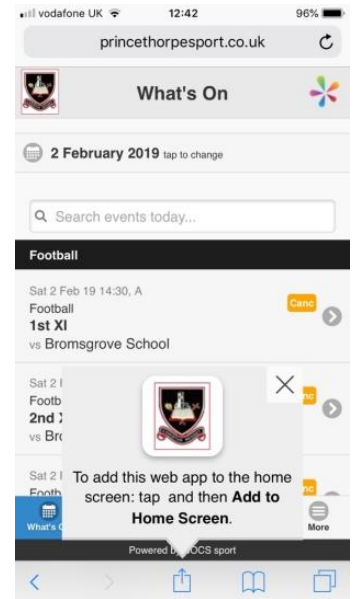 vodafone UK 12:42 96%
princethorpesport.co.uk
What's On
2 February 2019 tap to change
Search events today...
Football
Sat 2 Feb 19 14:30, A
Football
1st XI
vs Bromsgrove School
Canc
Sat 2
Footb
2nd
vs Bro
Sat 2
To add this web app to the home
screen: tap and then Add to
Home Screen.
What's
More
Powered by SOCS sport